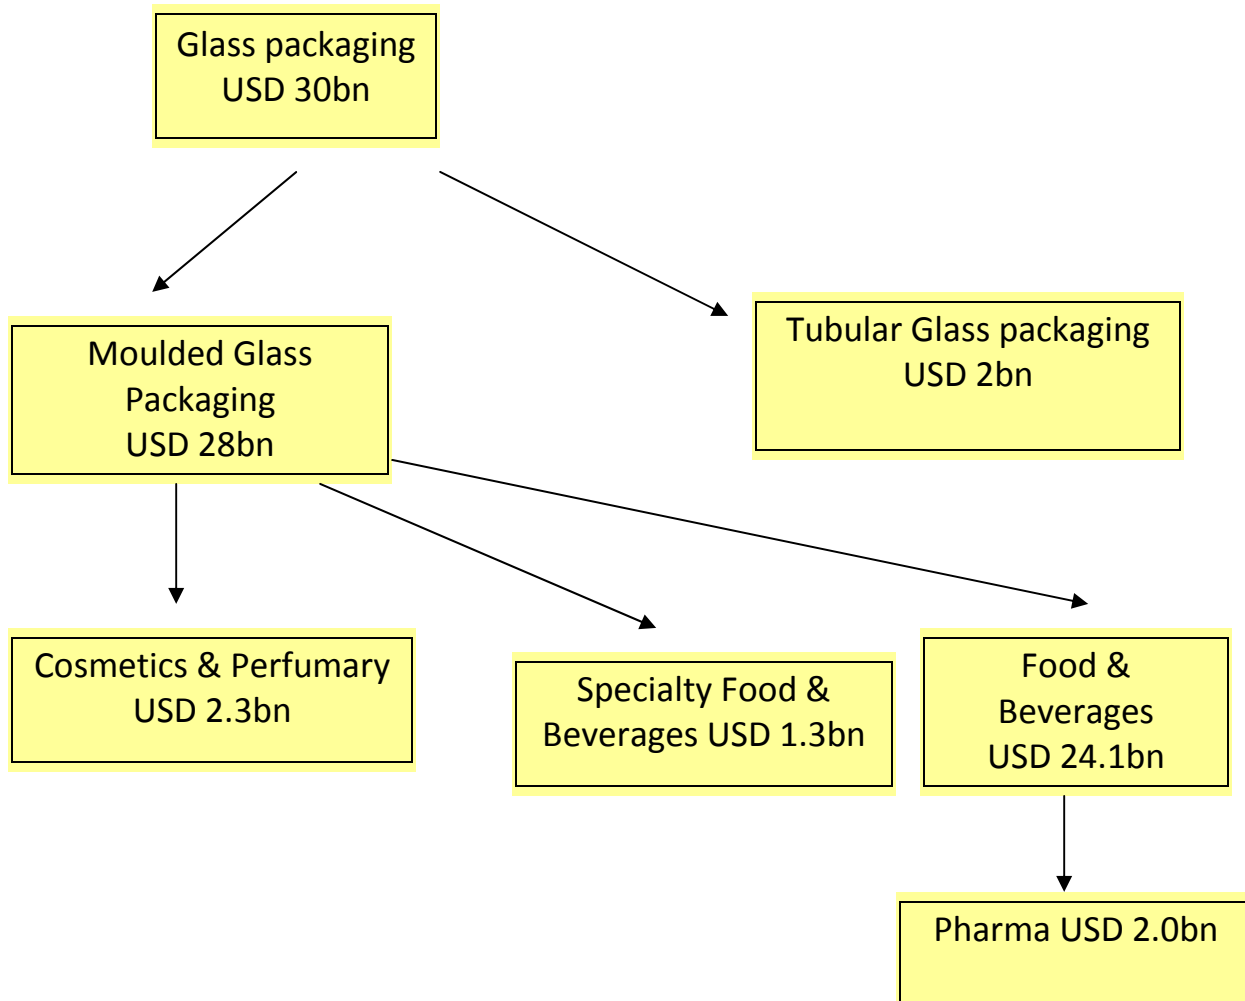 Glass packaging
USD 30bn
Moulded Glass
Packaging
USD 28bn
Tubular Glass packaging
USD 2bn
Cosmetics & Perfumary
USD 2.3bn
Specialty Food &
Beverages USD 1.3bn
Food &
Beverages
USD 24.1bn
Pharma USD 2.0bn